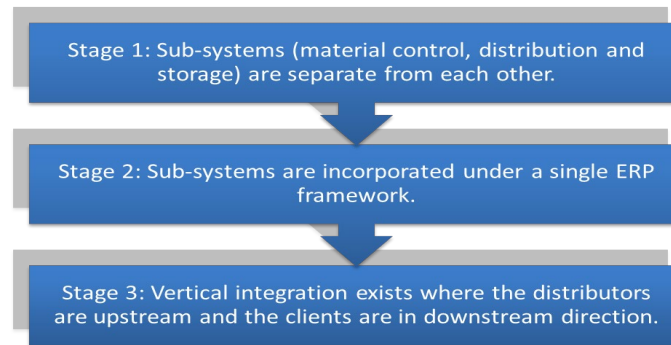 Stage 1: Sub-systems (material control, distribution and
storage) are separate from each other.
Stage 2: Sub-systems are incorporated under a single ERP
framework.
Stage 3: Vertical integration exists where the distributors
are upstream and the clients are in downstream direction.